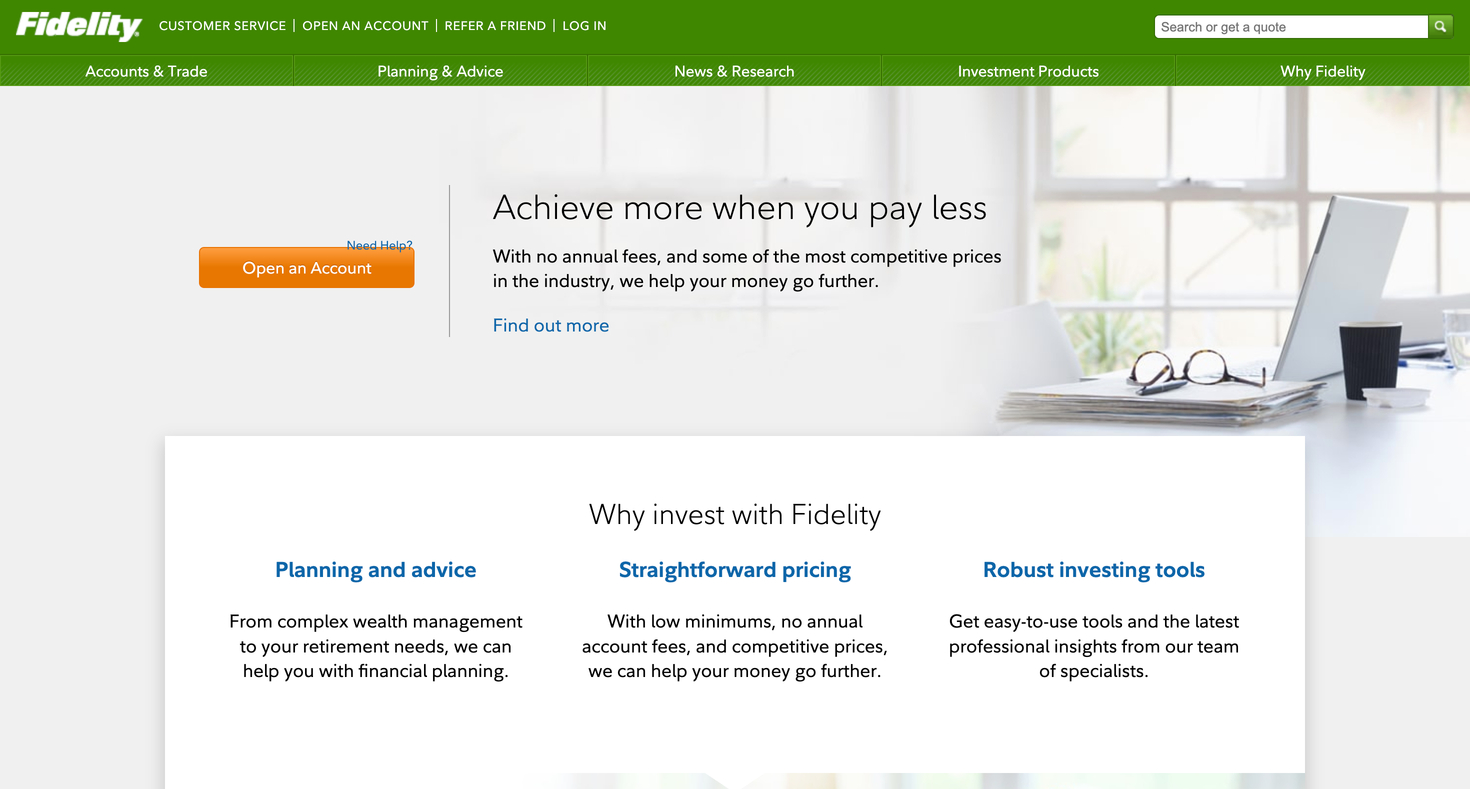 Fidelity
CUSTOMER SERVICE | OPEN AN ACCOUNT | REFER A FRIEND | LOG IN
Search or get a quote
Accounts & Trade
Planning & Advice
News & Research
Investment Products
Why Fidelity
Need Help?
Open an Account
Achieve more when you pay less
With no annual fees, and some of the most competitive prices
in the industry, we help your money go further.
Find out more
Why invest with Fidelity
Planning and advice
From complex wealth management
to your retirement needs, we can
help you with financial planning.
Straightforward pricing
With low minimums, no annual
account fees, and competitive prices,
we can help your money go further.
Robust investing tools
Get easy-to-use tools and the latest
professional insights from our team
of specialists.